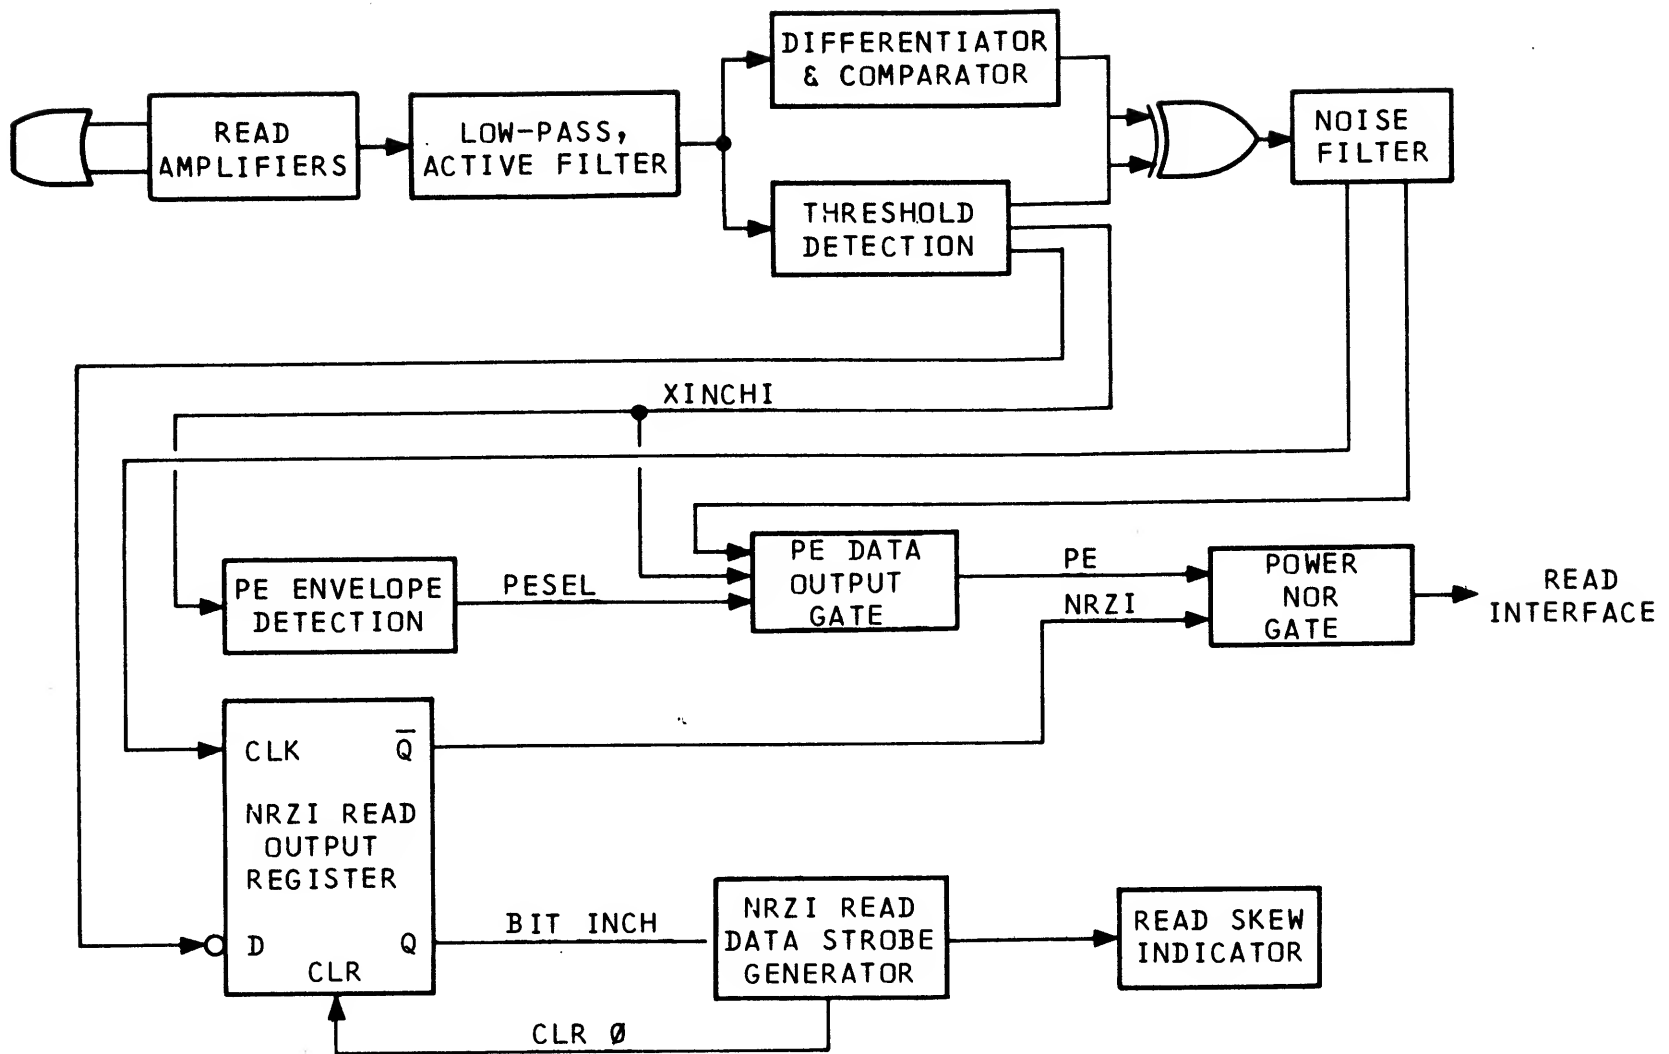 DIFFERENTIATOR
& COMPARATOR
READ
AMPLIFIERS
LOW-PASS,
ACTIVE FILTER
NOISE
FILTER
THRESHOLD
DETECTION
XINCHI
PE ENVELOPE
DETECTION
PESEL
PE DATA
OUTPUT
GATE
PE
NRZI
POWER
NOR
GATE
READ
INTERFACE
CLK
Q̅
NRZI READ
OUTPUT
REGISTER
D
Q
CLR
BIT INCH
NRZI READ
DATA STROBE
GENERATOR
READ SKEW
INDICATOR
CLR Ø